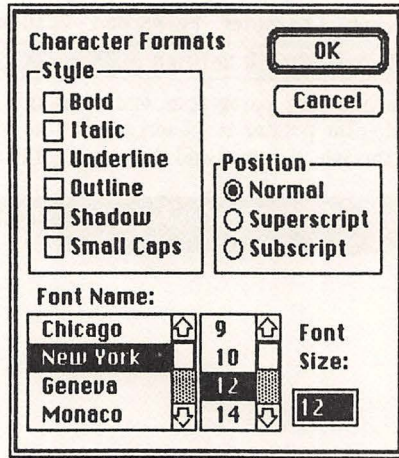 Character Formats
OK
Style
Bold
Italic
Underline
Outline
Shadow
Small Caps
Cancel
Position
Normal
Superscript
Subscript
Font Name:
Chicago
New York
Geneva
Monaco
9
10
12
14
Font
Size:
12